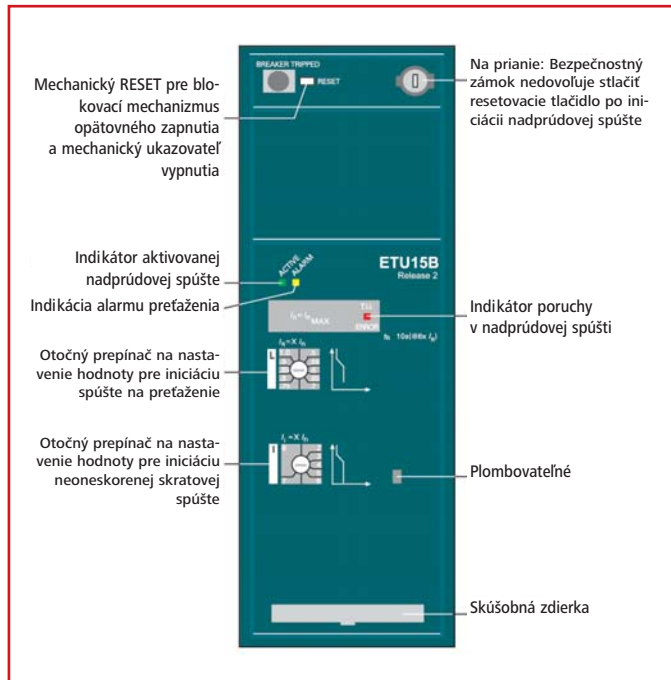 BREAKER TRIPPED
RESET
Mechanický RESET pre blo-
kovací mechanizmus
opätovného zapnutia
a mechanický ukazovateľ
vypnutia
Na prianie: Bezpečnostný
zámok nedovoľuje stlačiť
resetovacie tlačidlo po ini-
ciácii nadprúdovej spúšte
Indikátor aktivovanej
nadprúdovej spúšte
Indikácia alarmu preťaženia
ACTIVE
ALARM
ETU15B
Release 2
MAX
ERROR
Indikátor poruchy
v nadprúdovej spúšti
Otočný prepínač na nasta-
venie hodnoty pre iniciáciu
spúšte na preťaženie
L
Otočný prepínač na nasta-
venie hodnoty pre iniciáciu
neoneskorenej skratovej
spúšte
I
Plombovateľné
Skúšobná zdierka